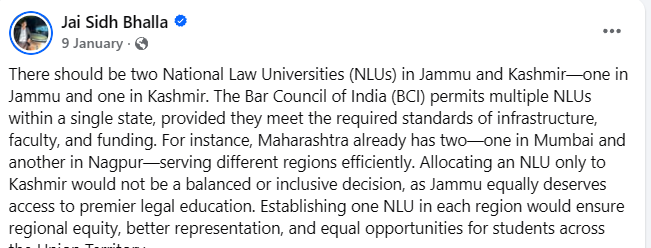 Jai Sidh Bhalla
9 January ·
There should be two National Law Universities (NLUs) in Jammu and Kashmir—one in
Jammu and one in Kashmir. The Bar Council of India (BCI) permits multiple NLUs
within a single state, provided they meet the required standards of infrastructure,
faculty, and funding. For instance, Maharashtra already has two—one in Mumbai and
another in Nagpur—serving different regions efficiently. Allocating an NLU only to
Kashmir would not be a balanced or inclusive decision, as Jammu equally deserves
access to premier legal education. Establishing one NLU in each region would ensure
regional equity, better representation, and equal opportunities for students across
the Union Territory.